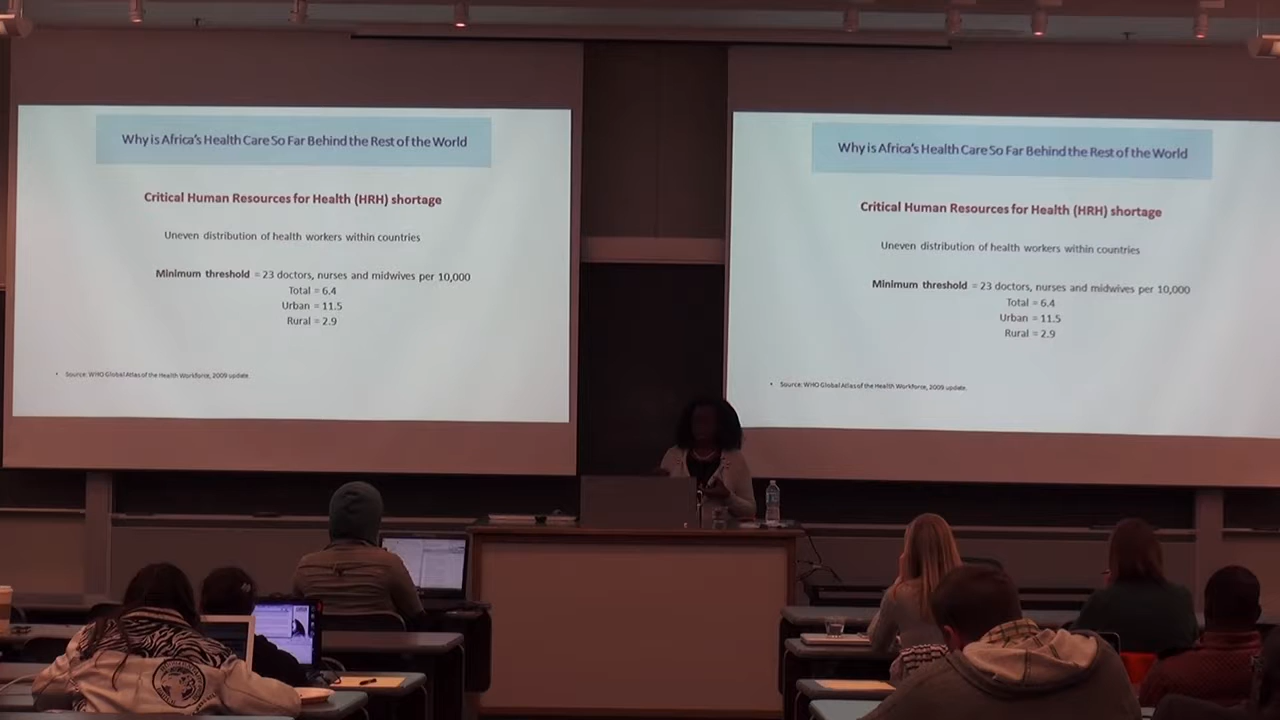 Why is Africa's Health Care So Far Behind the Rest of the World
Critical Human Resources for Health (HRH) shortage
Uneven distribution of health workers within countries
Minimum threshold = 23 doctors, nurses and midwives per 10,000
Total = 6.4
Urban = 11.5
Rural = 2.9
• Source: WHO Global Atlas of the Health Workforce, 2009 update.
Why is Africa's Health Care So Far Behind the Rest of the World
Critical Human Resources for Health (HRH) shortage
Uneven distribution of health workers within countries
Minimum threshold = 23 doctors, nurses and midwives per 10,000
Total = 6.4
Urban = 11.5
Rural = 2.9
• Source: WHO Global Atlas of the Health Workforce, 2009 update.